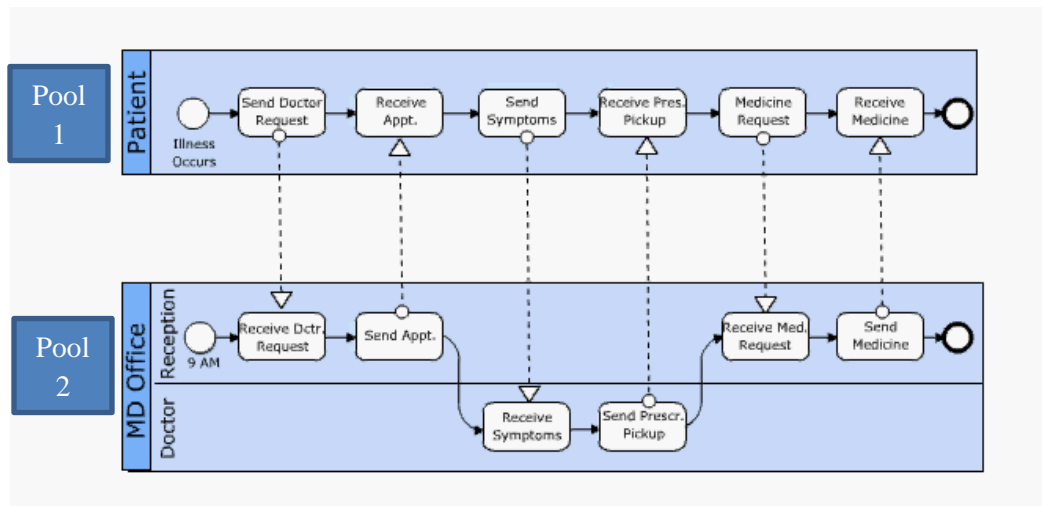 Pool
1
Patient
Illness
Occurs
Send Doctor
Request
Receive
Appt.
Send
Symptoms
Receive Pres.
Pickup
Medicine
Request
Receive
Medicine
Pool
2
MD Office
Reception
9 AM
Receive Dctr.
Request
Send Appt.
Receive Med.
Request
Send
Medicine
Doctor
Receive
Symptoms
Send Prescr.
Pickup